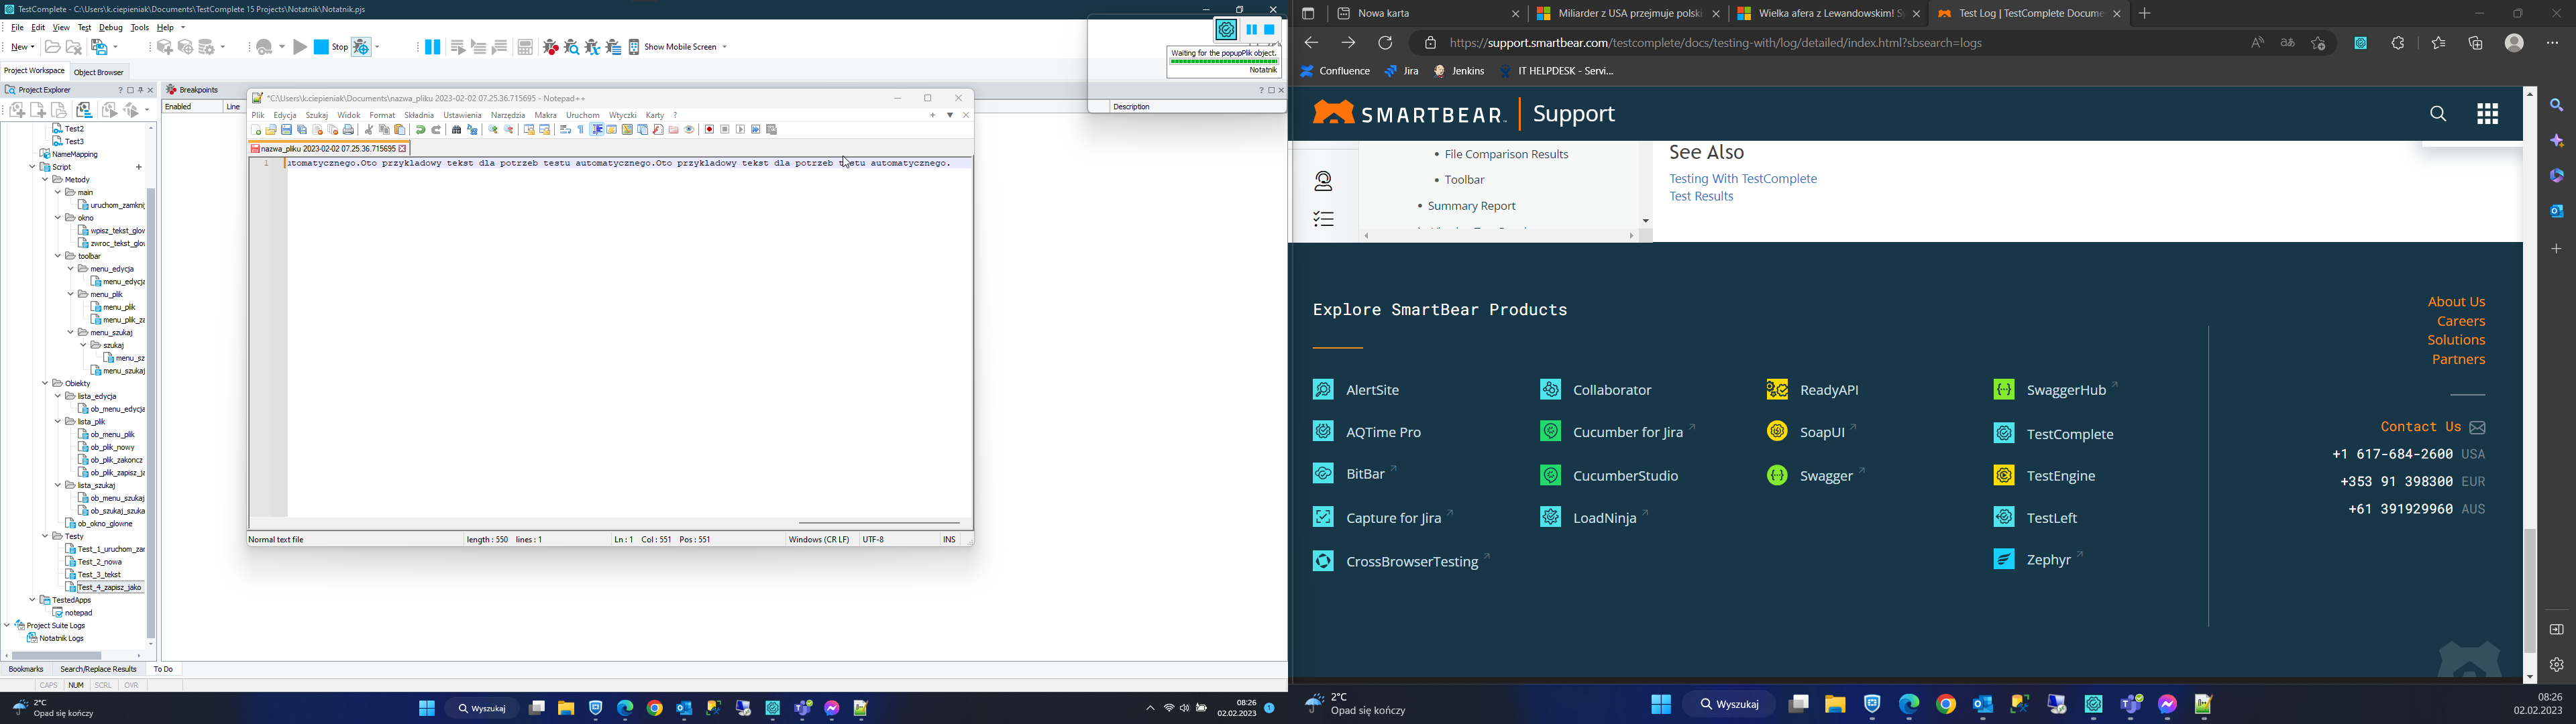 TestComplete - C:\Users\k.ciepieniak\Documents\TestComplete 15 Projects\Notatnik\Notatnik.pjs
File Edit View Test Debug Tools Help
New
Stop
Show Mobile Screen
Project Workspace Object Browser
Project Explorer
Test2
Test3
NameMapping
Script
Metody
main
uruchom_zamkni
okno
wpisz_tekst_glov
zwroc_tekst_glo
toolbar
menu_edycja
menu_edycja
menu_plik
menu_plik
menu_plik_za
menu_szukaj
szukaj
menu_sz
menu_szukaj
Obiekty
lista_edycja
ob_menu_edycja
lista_plik
ob_menu_plik
ob_plik_nowy
ob_plik_zakoncz
ob_plik_zapisz_ja
lista_szukaj
ob_menu_szukaj
ob_szukaj_szuka
ob_okno_glowne
Testy
Test_1_uruchom_zam
Test_2_nowa
Test_3_tekst
Test_4_zapisz_jako
TestedApps
notepad
Project Suite Logs
Notatnik Logs
Bookmarks Search/Replace Results To Do
CAPS NUM SCRL OVR
Breakpoints
Enabled Line
Description
Waiting for the popupPlik object.
Notatnik
*C:\Users\k.ciepieniak\Documents\nazwa_pliku 2023-02-02 07.25.36.715695 - Notepad++
Plik Edycja Szukaj Widok Format Składnia Ustawienia Narzędzia Makra Uruchom Wtyczki Karty ?
nazwa_pliku 2023-02-02 07.25.36.715695
1 utomatycznego.Oto przykladowy tekst dla potrzeb testu automatycznego.Oto przykladowy tekst dla potrzeb testu automatycznego.
Normal text file length : 550 lines : 1 Ln : 1 Col : 551 Pos : 551 Windows (CR LF) UTF-8 INS
2°C
Opad się kończy
Wyszukaj
08:26
02.02.2023
1
Nowa karta
Miliarder z USA przejmuje polski
Wielka afera z Lewandowskim! S
Test Log | TestComplete Docume
https://support.smartbear.com/testcomplete/docs/testing-with/log/detailed/index.html?sbsearch=logs
Confluence Jira Jenkins IT HELPDESK - Servi...
SMARTBEAR Support
File Comparison Results
Toolbar
Summary Report
See Also
Testing With TestComplete
Test Results
Explore SmartBear Products
AlertSite
AQTime Pro
BitBar
Capture for Jira
CrossBrowserTesting
Collaborator
Cucumber for Jira
CucumberStudio
LoadNinja
ReadyAPI
SoapUI
Swagger
SwaggerHub
TestComplete
TestEngine
TestLeft
Zephyr
About Us
Careers
Solutions
Partners
Contact Us
+1 617-684-2600 USA
+353 91 398300 EUR
+61 391929960 AUS
2°C
Opad się kończy
Wyszukaj
08:26
02.02.2023